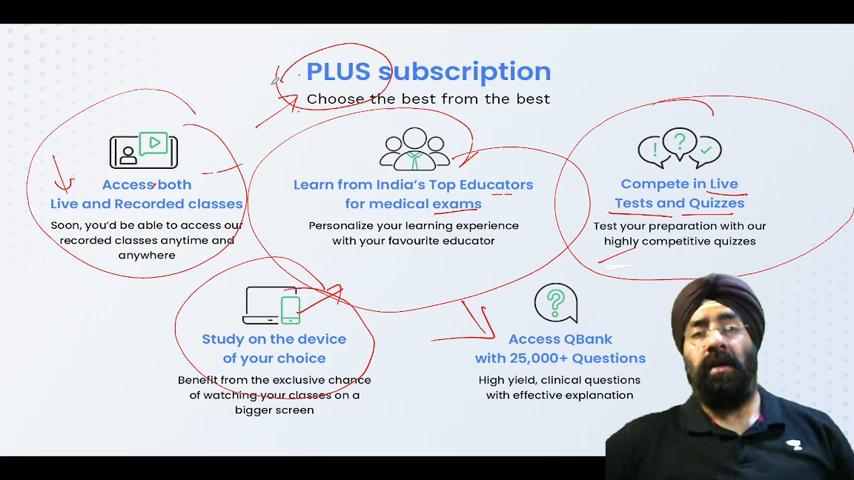 PLUS subscription
Choose the best from the best
Access both
Live and Recorded classes
Soon, you'd be able to access our
recorded classes anytime and
anywhere
Learn from India's Top Educators
for medical exams
Personalize your learning experience
with your favourite educator
Compete in Live
Tests and Quizzes
Test your preparation with our
highly competitive quizzes
Study on the device
of your choice
Benefit from the exclusive chance
of watching your classes on a
bigger screen
Access QBank
with 25,000+ Questions
High yield, clinical questions
with effective explanation